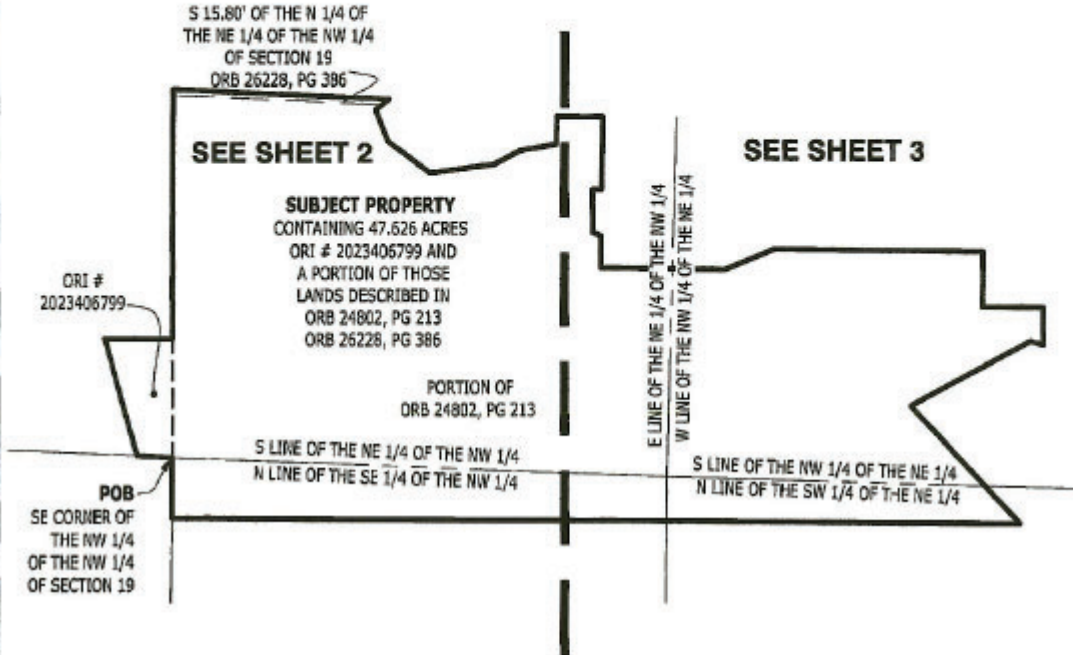 S 15.80' OF THE N 1/4 OF
THE NE 1/4 OF THE NW 1/4
OF SECTION 19
ORB 26228, PG 386
SEE SHEET 2
SEE SHEET 3
SUBJECT PROPERTY
CONTAINING 47.626 ACRES
ORI # 2023406799 AND
A PORTION OF THOSE
LANDS DESCRIBED IN
ORB 24802, PG 213
ORB 26228, PG 386
ORI #
2023406799
E LINE OF THE NE 1/4 OF THE NW 1/4
W LINE OF THE NW 1/4 OF THE NE 1/4
PORTION OF
ORB 24802, PG 213
S LINE OF THE NE 1/4 OF THE NW 1/4
N LINE OF THE SE 1/4 OF THE NW 1/4
S LINE OF THE NW 1/4 OF THE NE 1/4
N LINE OF THE SW 1/4 OF THE NE 1/4
POB
SE CORNER OF
THE NW 1/4
OF THE NW 1/4
OF SECTION 19